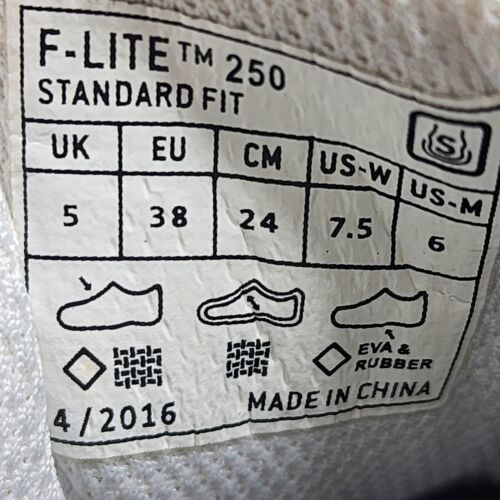 F-LITE™ 250
STANDARD FIT
S
UK EU CM US-W US-M
5 38 24 7.5 6
EVA &
RUBBER
4/2016 MADE IN CHINA